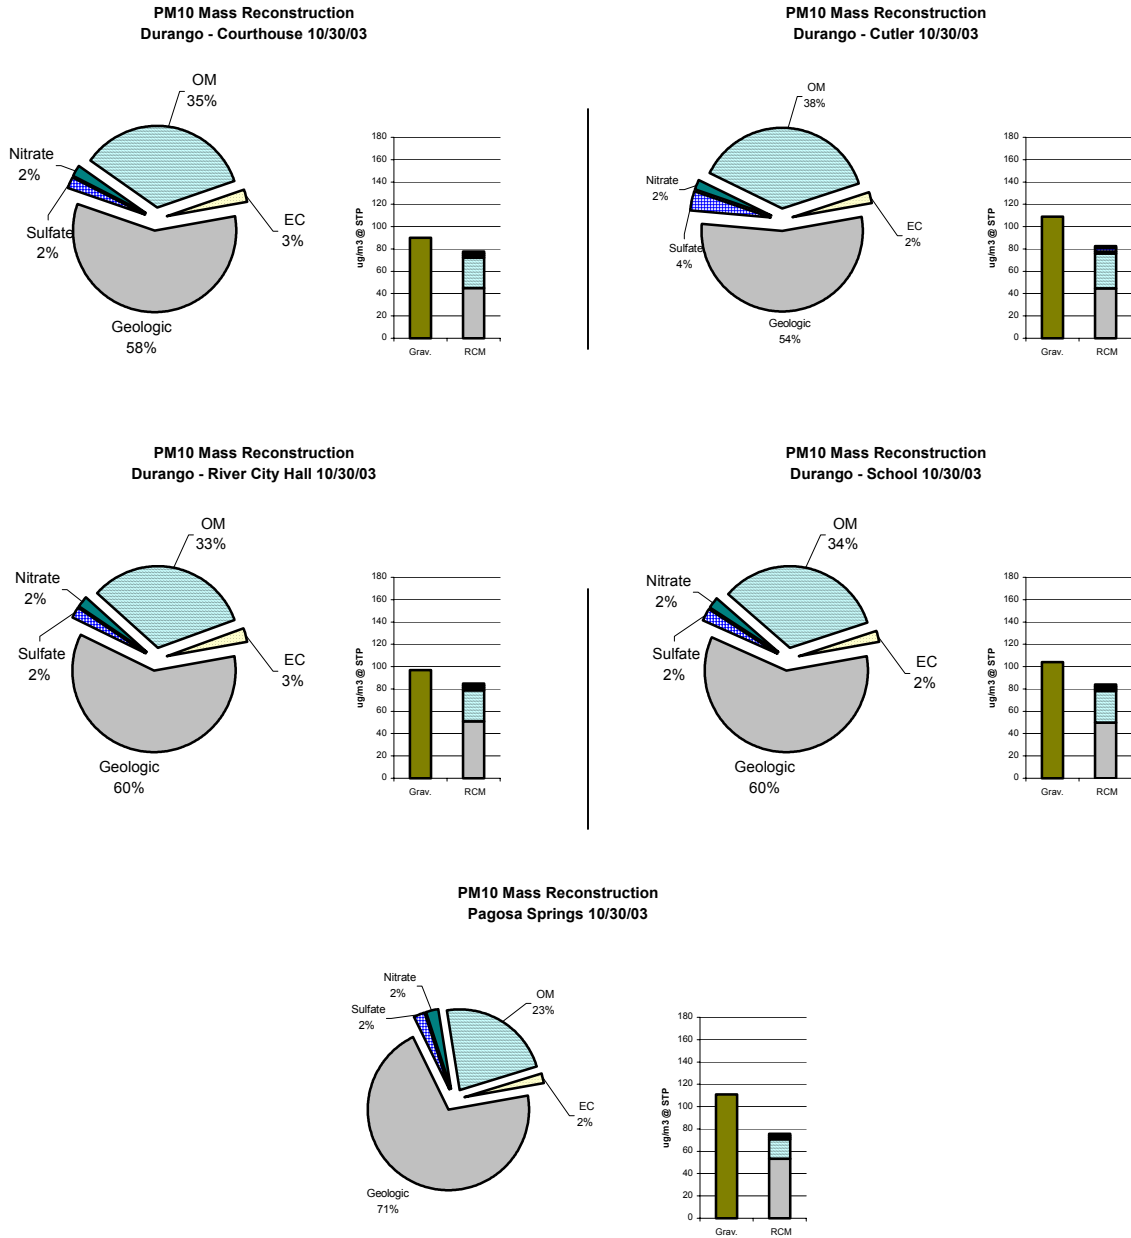 PM10 Mass Reconstruction
Durango - Courthouse 10/30/03
OM
35%
Nitrate
2%
Sulfate
2%
EC
3%
Geologic
58%
ug/m3 @ STP
180
160
140
120
100
80
60
40
20
0
Grav.
RCM
PM10 Mass Reconstruction
Durango - Cutler 10/30/03
OM
38%
Nitrate
2%
Sulfate
4%
EC
2%
Geologic
54%
ug/m3 @ STP
180
160
140
120
100
80
60
40
20
0
Grav.
RCM
PM10 Mass Reconstruction
Durango - River City Hall 10/30/03
OM
33%
Nitrate
2%
Sulfate
2%
EC
3%
Geologic
60%
ug/m3 @ STP
180
160
140
120
100
80
60
40
20
0
Grav.
RCM
PM10 Mass Reconstruction
Durango - School 10/30/03
OM
34%
Nitrate
2%
Sulfate
2%
EC
2%
Geologic
60%
ug/m3 @ STP
180
160
140
120
100
80
60
40
20
0
Grav.
RCM
PM10 Mass Reconstruction
Pagosa Springs 10/30/03
Nitrate
2%
Sulfate
2%
OM
23%
EC
2%
Geologic
71%
ug/m3 @ STP
180
160
140
120
100
80
60
40
20
0
Grav.
RCM